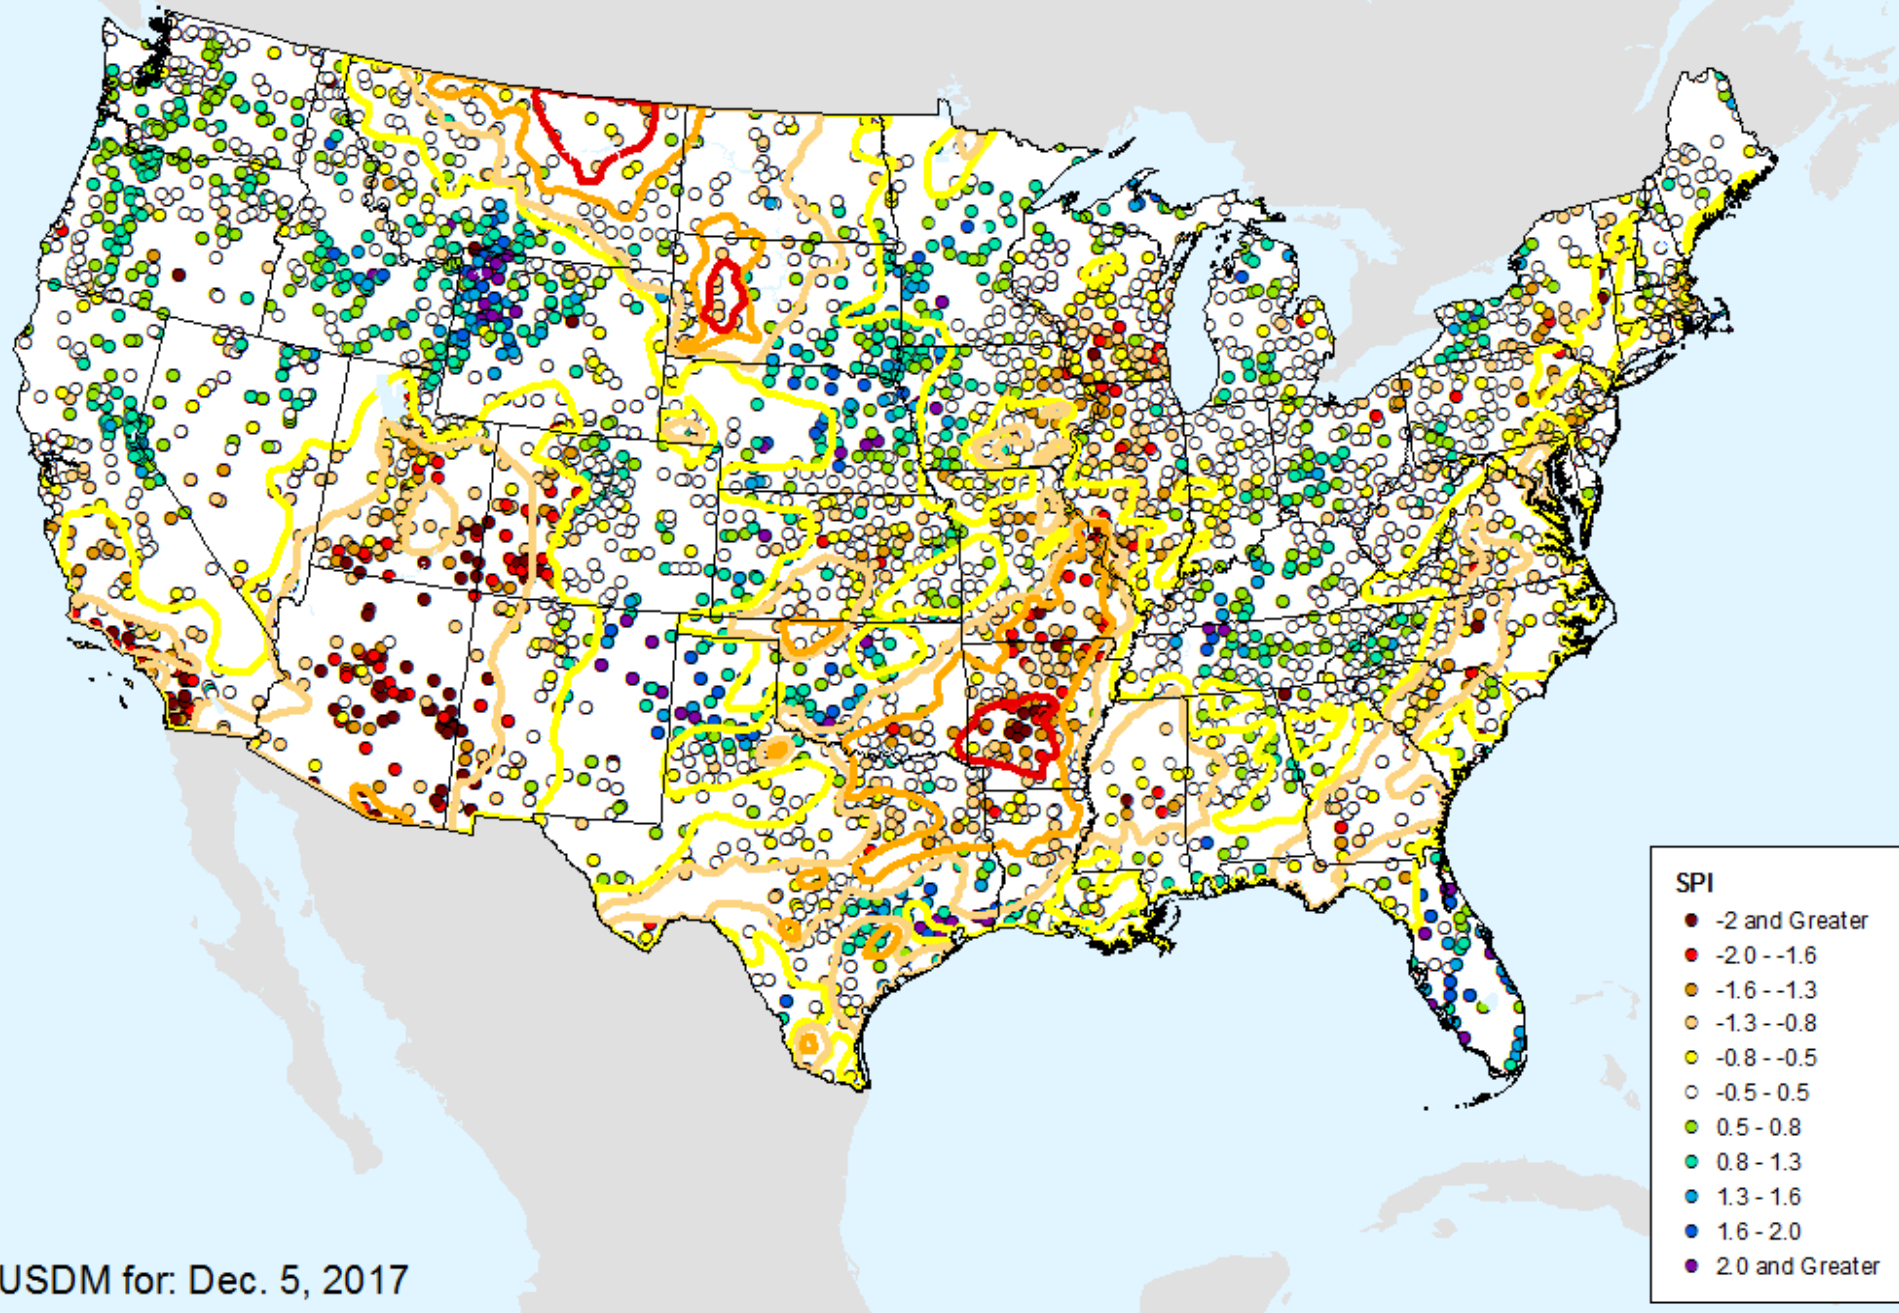 SPI
-2 and Greater
-2.0 - -1.6
-1.6 - -1.3
-1.3 - -0.8
-0.8 - -0.5
-0.5 - 0.5
0.5 - 0.8
0.8 - 1.3
1.3 - 1.6
1.6 - 2.0
2.0 and Greater
USDM for: Dec. 5, 2017